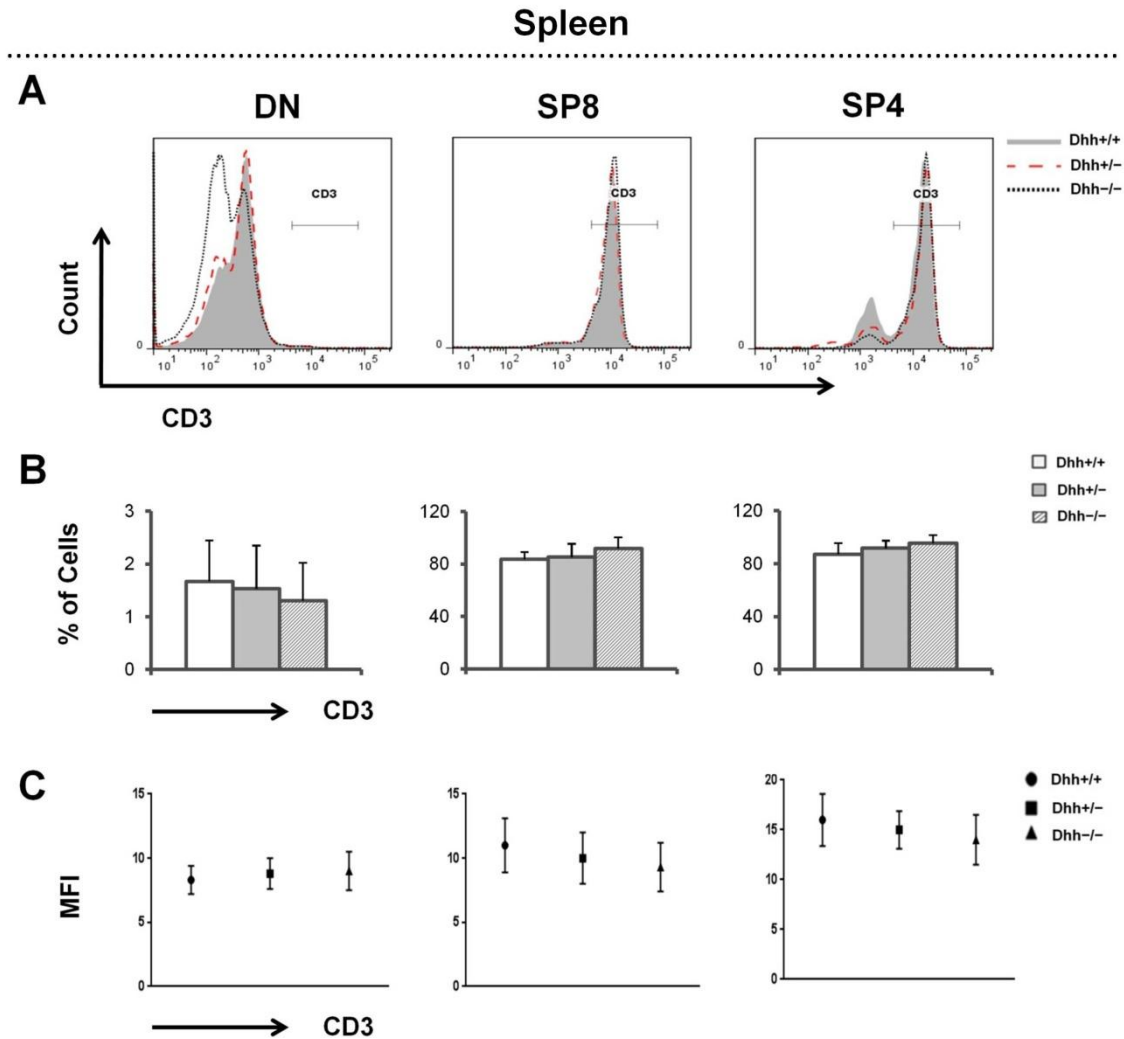 Spleen
A
DN SP8 SP4
Dhh+/+
Dhh+/−
Dhh−/−
CD3 CD3 CD3
Count
0 0 0
10¹ 10² 10³ 10⁴ 10⁵ 10¹ 10² 10³ 10⁴ 10⁵ 10¹ 10² 10³ 10⁴ 10⁵
CD3
B
Dhh+/+
Dhh+/−
Dhh−/−
% of Cells
3 120 120
2 80 80
1 40 40
0 0 0
CD3
C
Dhh+/+
Dhh+/−
Dhh−/−
MFI
15 15 20
10 10 15
5 5 10
0 0 5
0
CD3